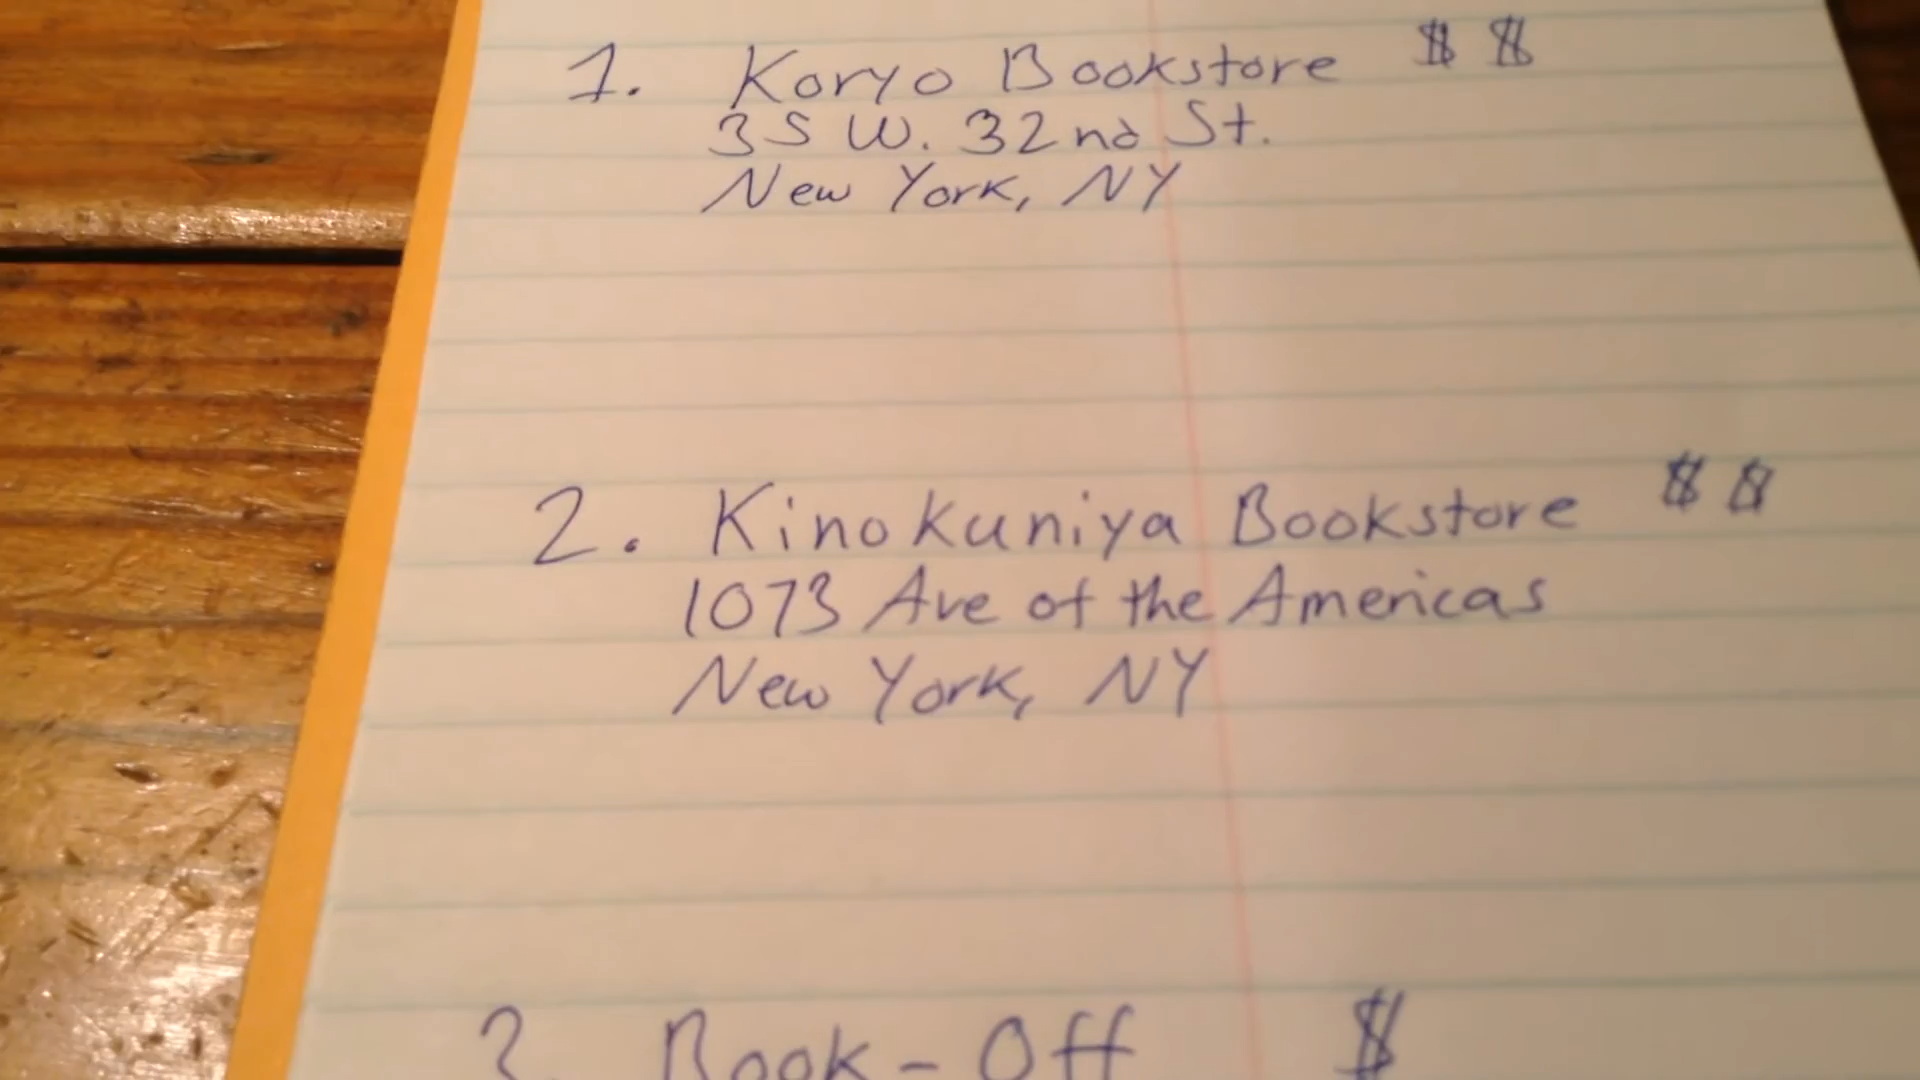 1. Koryo Bookstore $ $
35 W. 32nd St.
New York, NY
2. Kinokuniya Bookstore $ $
1073 Ave of the Americas
New York, NY
3. Book-Off $